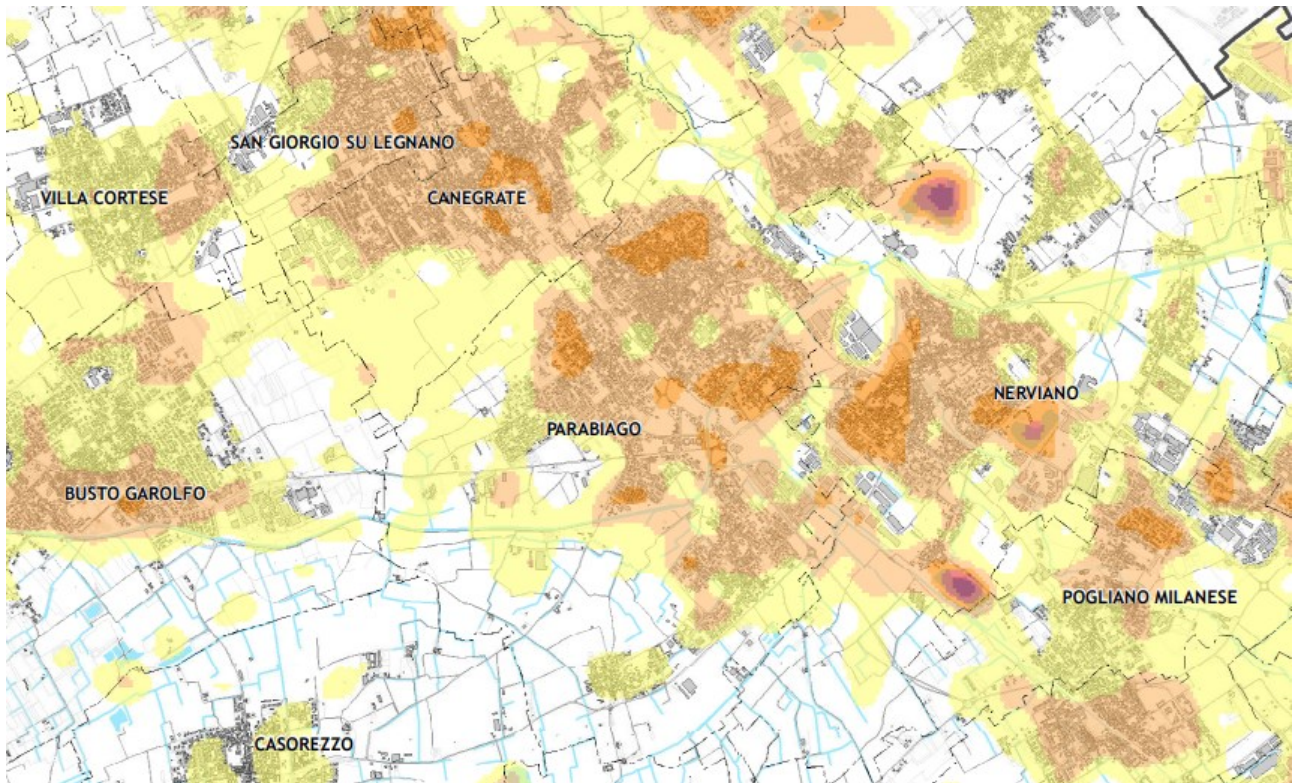 SAN GIORGIO SU LEGNANO
VILLA CORTESE
CANEGRATE
NERVIANO
PARABIAGO
BUSTO GAROLFO
POGLIANO MILANESE
CASOREZZO